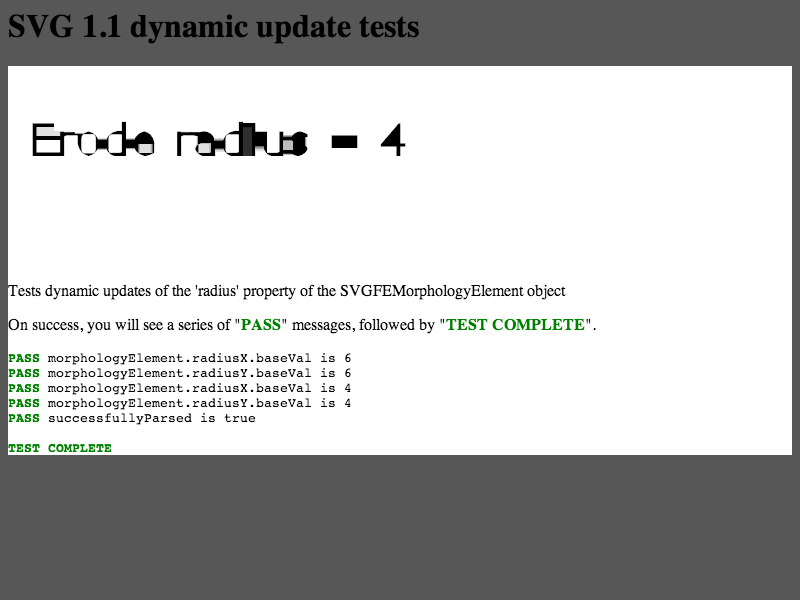 SVG 1.1 dynamic update tests
Erode radius = 4
Tests dynamic updates of the 'radius' property of the SVGFEMorphologyElement object
On success, you will see a series of "PASS" messages, followed by "TEST COMPLETE".
PASS morphologyElement.radiusX.baseVal is 6
PASS morphologyElement.radiusY.baseVal is 6
PASS morphologyElement.radiusX.baseVal is 4
PASS morphologyElement.radiusY.baseVal is 4
PASS successfullyParsed is true
TEST COMPLETE